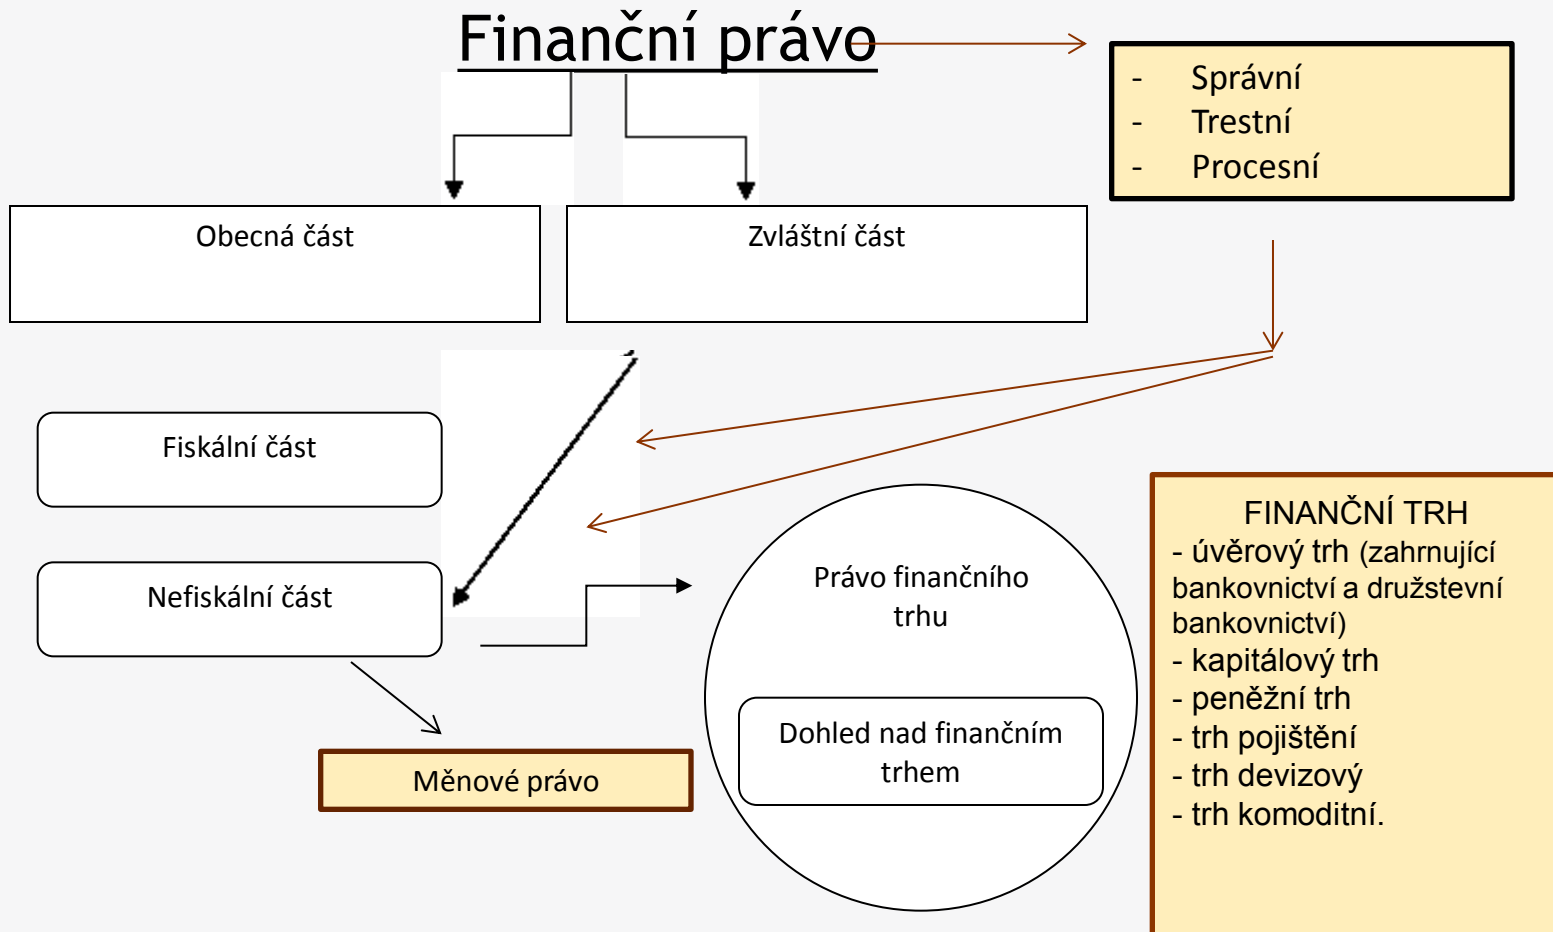 Finanční právo
- Správní
- Trestní
- Procesní
Obecná část
Zvláštní část
Fiskální část
Nefiskální část
Měnové právo
Právo finančního
trhu
Dohled nad finančním
trhem
FINANČNÍ TRH
- úvěrový trh (zahrnující
bankovnictví a družstevní
bankovnictví)
- kapitálový trh
- peněžní trh
- trh pojištění
- trh devizový
- trh komoditní.